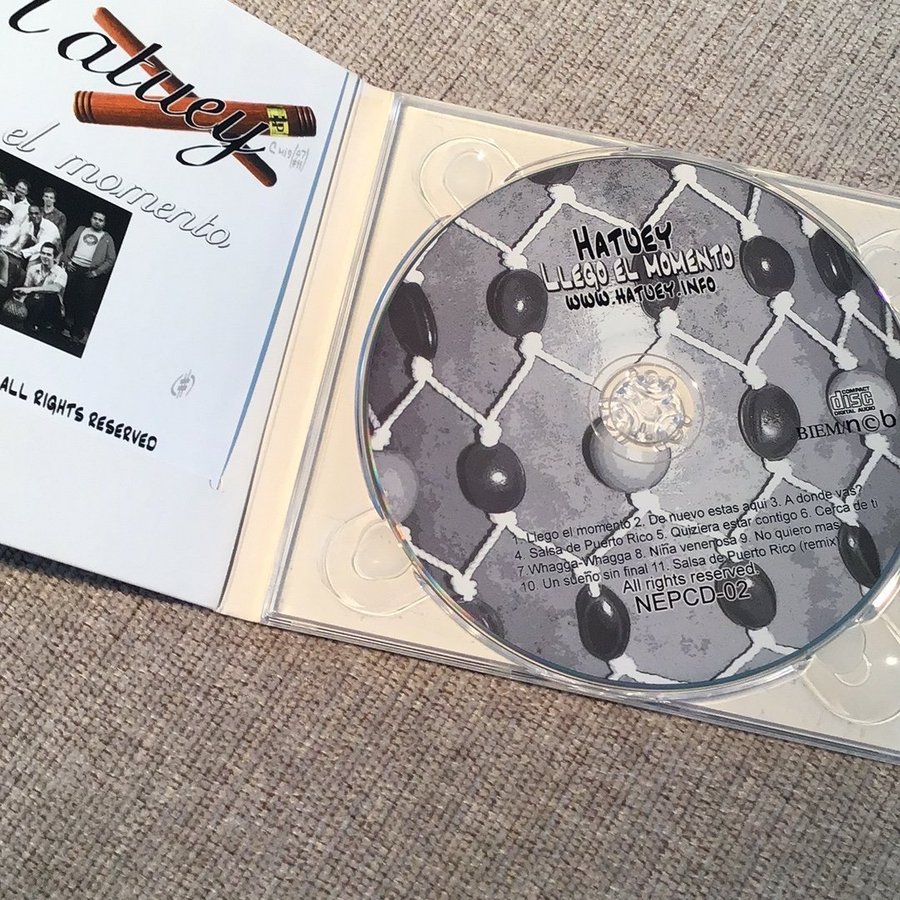 atuey
el momento
ALL RIGHTS RESERVED
HATUEY
LLEGO EL MOMENTO
WWW.HATUEY.INFO
COMPACT
disc
DIGITAL AUDIO
BIEM/n©b
Llego el momento 2. De nuevo estas aqui 3. A donde vas?
4. Salsa de Puerto Rico 5. Quiziera estar contigo 6. Cerca de ti
7. Whagga-Whagga 8. Niña venenosa 9. No quiero mas
10. Un sueño sin final 11. Salsa de Puerto Rico (remix)
All rights reserved.
NEPCD-02